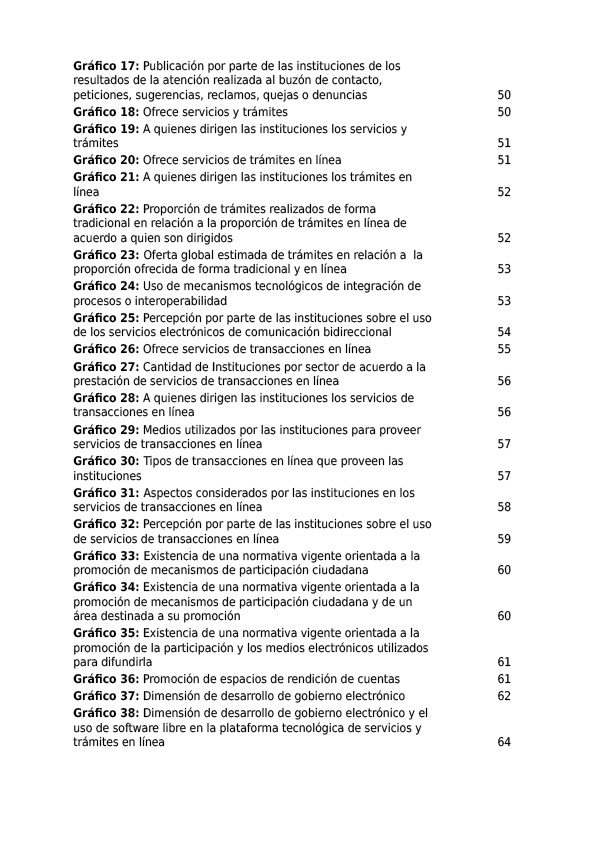 Gráfico 17: Publicación por parte de las instituciones de los
resultados de la atención realizada al buzón de contacto,
peticiones, sugerencias, reclamos, quejas o denuncias 50
Gráfico 18: Ofrece servicios y trámites 50
Gráfico 19: A quienes dirigen las instituciones los servicios y
trámites 51
Gráfico 20: Ofrece servicios de trámites en línea 51
Gráfico 21: A quienes dirigen las instituciones los trámites en
línea 52
Gráfico 22: Proporción de trámites realizados de forma
tradicional en relación a la proporción de trámites en línea de
acuerdo a quien son dirigidos 52
Gráfico 23: Oferta global estimada de trámites en relación a  la
proporción ofrecida de forma tradicional y en línea 53
Gráfico 24: Uso de mecanismos tecnológicos de integración de
procesos o interoperabilidad 53
Gráfico 25: Percepción por parte de las instituciones sobre el uso
de los servicios electrónicos de comunicación bidireccional 54
Gráfico 26: Ofrece servicios de transacciones en línea 55
Gráfico 27: Cantidad de Instituciones por sector de acuerdo a la
prestación de servicios de transacciones en línea 56
Gráfico 28: A quienes dirigen las instituciones los servicios de
transacciones en línea 56
Gráfico 29: Medios utilizados por las instituciones para proveer
servicios de transacciones en línea 57
Gráfico 30: Tipos de transacciones en línea que proveen las
instituciones 57
Gráfico 31: Aspectos considerados por las instituciones en los
servicios de transacciones en línea 58
Gráfico 32: Percepción por parte de las instituciones sobre el uso
de servicios de transacciones en línea 59
Gráfico 33: Existencia de una normativa vigente orientada a la
promoción de mecanismos de participación ciudadana 60
Gráfico 34: Existencia de una normativa vigente orientada a la
promoción de mecanismos de participación ciudadana y de un
área destinada a su promoción 60
Gráfico 35: Existencia de una normativa vigente orientada a la
promoción de la participación y los medios electrónicos utilizados
para difundirla 61
Gráfico 36: Promoción de espacios de rendición de cuentas 61
Gráfico 37: Dimensión de desarrollo de gobierno electrónico 62
Gráfico 38: Dimensión de desarrollo de gobierno electrónico y el
uso de software libre en la plataforma tecnológica de servicios y
trámites en línea 64